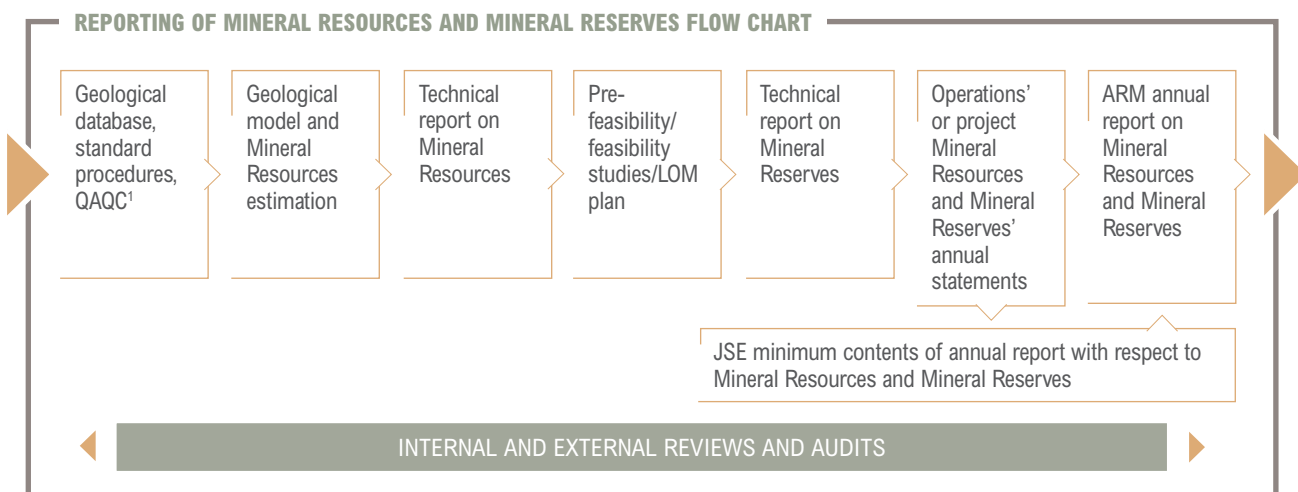 REPORTING OF MINERAL RESOURCES AND MINERAL RESERVES FLOW CHART
Geological
database,
standard
procedures,
QAQC¹
Geological
model and
Mineral
Resources
estimation
Technical
report on
Mineral
Resources
Pre-
feasibility/
feasibility
studies/LOM
plan
Technical
report on
Mineral
Reserves
Operations'
or project
Mineral
Resources
and Mineral
Reserves'
annual
statements
ARM annual
report on
Mineral
Resources
and Mineral
Reserves
JSE minimum contents of annual report with respect to
Mineral Resources and Mineral Reserves
INTERNAL AND EXTERNAL REVIEWS AND AUDITS